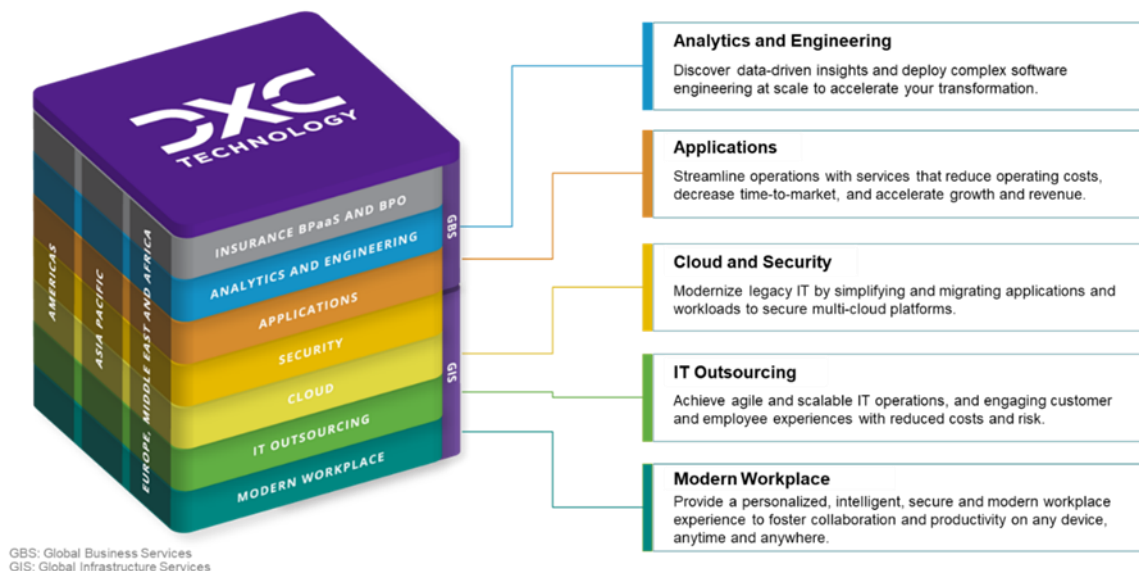 DXC
TECHNOLOGY
INSURANCE BPaaS AND BPO
ANALYTICS AND ENGINEERING
APPLICATIONS
SECURITY
CLOUD
IT OUTSOURCING
MODERN WORKPLACE
GBS
GIS
AMERICAS
ASIA PACIFIC
EUROPE, MIDDLE EAST AND AFRICA
Analytics and Engineering
Discover data-driven insights and deploy complex software
engineering at scale to accelerate your transformation.
Applications
Streamline operations with services that reduce operating costs,
decrease time-to-market, and accelerate growth and revenue.
Cloud and Security
Modernize legacy IT by simplifying and migrating applications and
workloads to secure multi-cloud platforms.
IT Outsourcing
Achieve agile and scalable IT operations, and engaging customer
and employee experiences with reduced costs and risk.
Modern Workplace
Provide a personalized, intelligent, secure and modern workplace
experience to foster collaboration and productivity on any device,
anytime and anywhere.
GBS: Global Business Services
GIS: Global Infrastructure Services